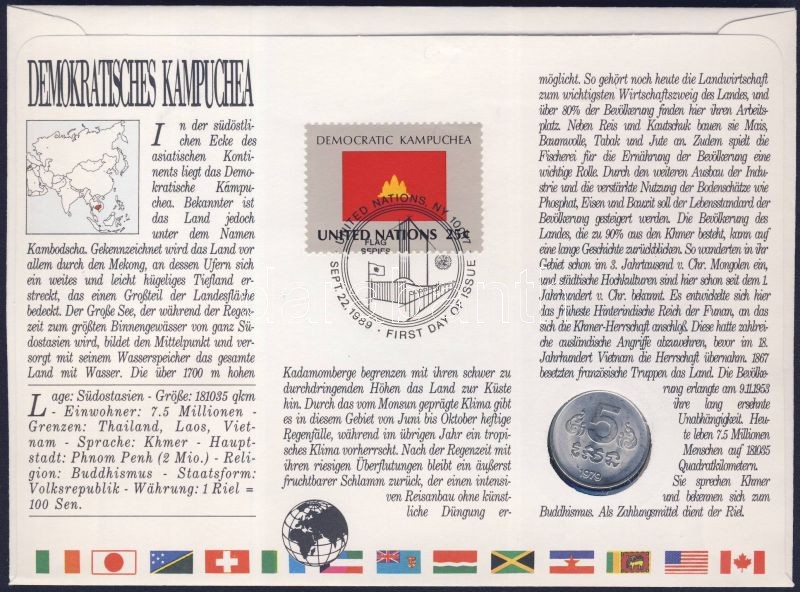 DEMOKRATISCHES KAMPUCHEA
In der südöstli-
chen Ecke des
asiatischen Konti-
nents liegt das Demo-
kratische Kampu-
chea. Bekannter ist
das Land jedoch
unter dem Namen
Kambodscha. Gekennzeichnet wird das Land vor
allem durch den Mekong, an dessen Ufern sich
ein weites und leicht hügeliges Tiefland er-
streckt, das einen Großteil der Landesfläche
bedeckt. Der Große See, der während der Regen-
zeit zum größten Binnengewässer von ganz Süd-
ostasien wird, bildet den Mittelpunkt und ver-
sorgt mit seinem Wasserspeicher das gesamte
Land mit Wasser. Die über 1700 m hohen
Lage: Südostasien - Größe: 181035 qkm
- Einwohner: 7.5 Millionen -
Grenzen: Thailand, Laos, Viet-
nam - Sprache: Khmer - Haupt-
stadt: Phnom Penh (2 Mio.) - Reli-
gion: Buddhismus - Staatsform:
Volksrepublik - Währung: 1 Riel =
100 Sen.
DEMOCRATIC KAMPUCHEA
UNITED NATIONS 25¢
UNITED NATIONS, NY 10017
FLAG
SERIES
SEPT. 22, 1989 · FIRST DAY OF ISSUE
Kadamomberge begrenzen mit ihren schwer zu
durchdringenden Höhen das Land zur Küste
hin. Durch das vom Monsun geprägte Klima gibt
es in diesem Gebiet von Juni bis Oktober heftige
Regenfälle, während im übrigen Jahr ein tropi-
sches Klima vorherrscht. Nach der Regenzeit mit
ihren riesigen Überflutungen bleibt ein äußerst
fruchtbarer Schlamm zurück, der einen intensi-
ven Reisanbau ohne künst-
liche Düngung er-
möglicht. So gehört noch heute die Landwirtschaft
zum wichtigsten Wirtschaftszweig des Landes, und
über 80% der Bevölkerung finden hier ihren Arbeits-
platz. Neben Reis und Kautschuk bauen sie Mais,
Baumwolle, Tabak und Jute an. Zudem spielt die
Fischerei für die Ernährung der Bevölkerung eine
wichtige Rolle. Durch den weiteren Ausbau der Indu-
strie und die verstärkte Nutzung der Bodenschätze wie
Phosphat, Eisen und Bauxit soll der Lebensstandard der
Bevölkerung gesteigert werden. Die Bevölkerung des
Landes, die zu 90% aus den Khmer besteht, kann auf
eine lange Geschichte zurückblicken. So wanderten in ihr
Gebiet schon im 3. Jahrtausend v. Chr. Mongolen ein,
und städtische Hochkulturen sind hier schon seit dem 1.
Jahrhundert v. Chr. bekannt. Es entwickelte sich hier
das früheste Hinterindische Reich der Funan, an das
sich die Khmer-Herrschaft anschloß. Diese hatte zahlrei-
che ausländische Angriffe abzuwehren, bevor im 18.
Jahrhundert Vietnam die Herrschaft übernahm. 1867
besetzten französische Truppen das Land. Die Bevölke-
rung erlangte am 9.11.1953
ihre lang ersehnte
Unabhängigkeit. Heu-
te leben 7.5 Millionen
Menschen auf 181035
Quadratkilometern.
Sie sprechen Khmer
und bekennen sich zum
Buddhismus. Als Zahlungsmittel dient der Riel.
5
1979